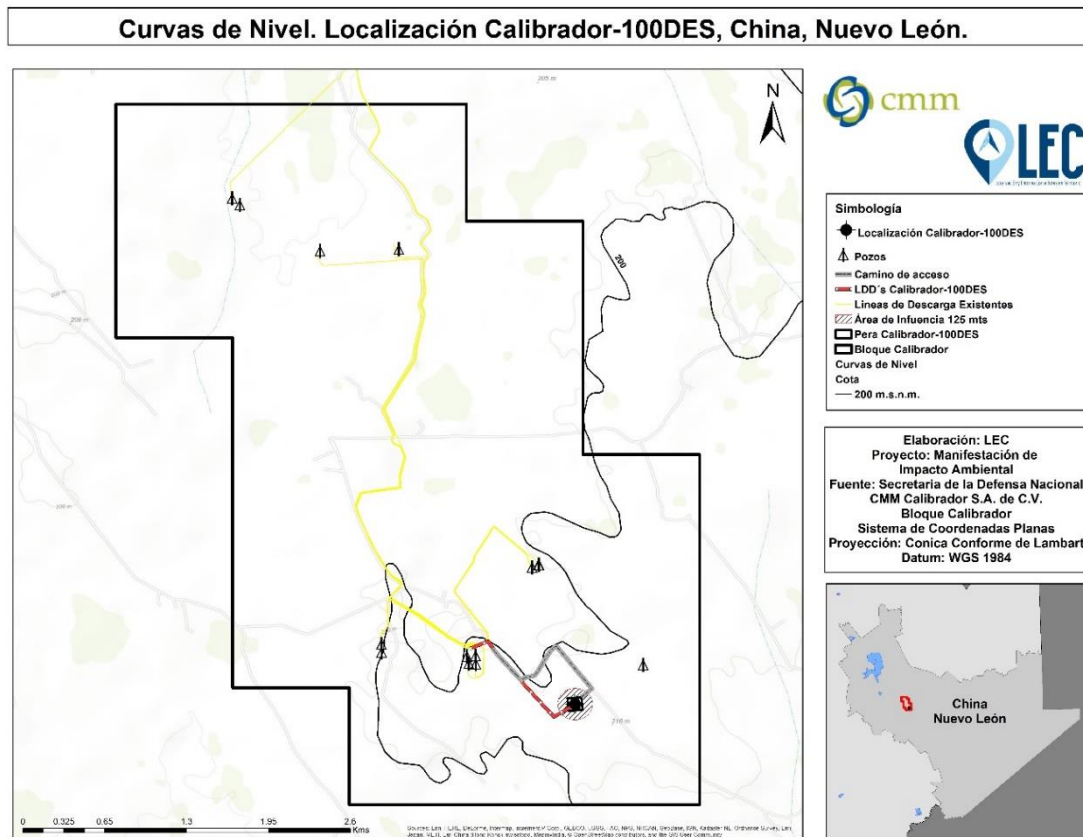 Curvas de Nivel. Localización Calibrador-100DES, China, Nuevo León.
205 m
N
200
200 m
210 m
0 0.325 0.65 1.3 1.95 2.6
Kms
cmm
LEC
Simbología
Localización Calibrador-100DES
Pozos
Camino de acceso
LDD´s Calibrador-100DES
Lineas de Descarga Existentes
Área de Infuencia 125 mts
Pera Calibrador-100DES
Bloque Calibrador
Curvas de Nivel
Cota
200 m.s.n.m.
Elaboración: LEC
Proyecto: Manifestación de
Impacto Ambiental
Fuente: Secretaria de la Defensa Nacional
CMM Calibrador S.A. de C.V.
Bloque Calibrador
Sistema de Coordenadas Planas
Proyección: Conica Conforme de Lambart
Datum: WGS 1984
China
Nuevo León